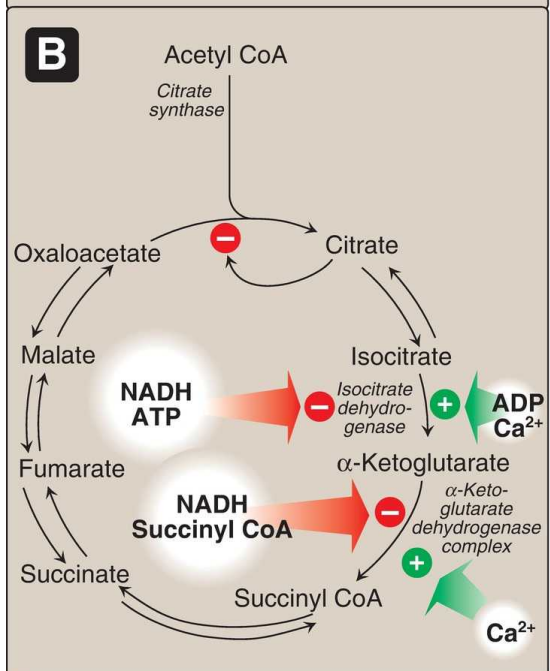 B
Acetyl CoA
Citrate
synthase
−
Oxaloacetate
Citrate
Malate
Isocitrate
NADH
ATP
−
Isocitrate
dehydro-
genase
+
ADP
Ca²⁺
Fumarate
α-Ketoglutarate
NADH
Succinyl CoA
−
α-Keto-
glutarate
dehydrogenase
complex
+
Succinate
Succinyl CoA
Ca²⁺